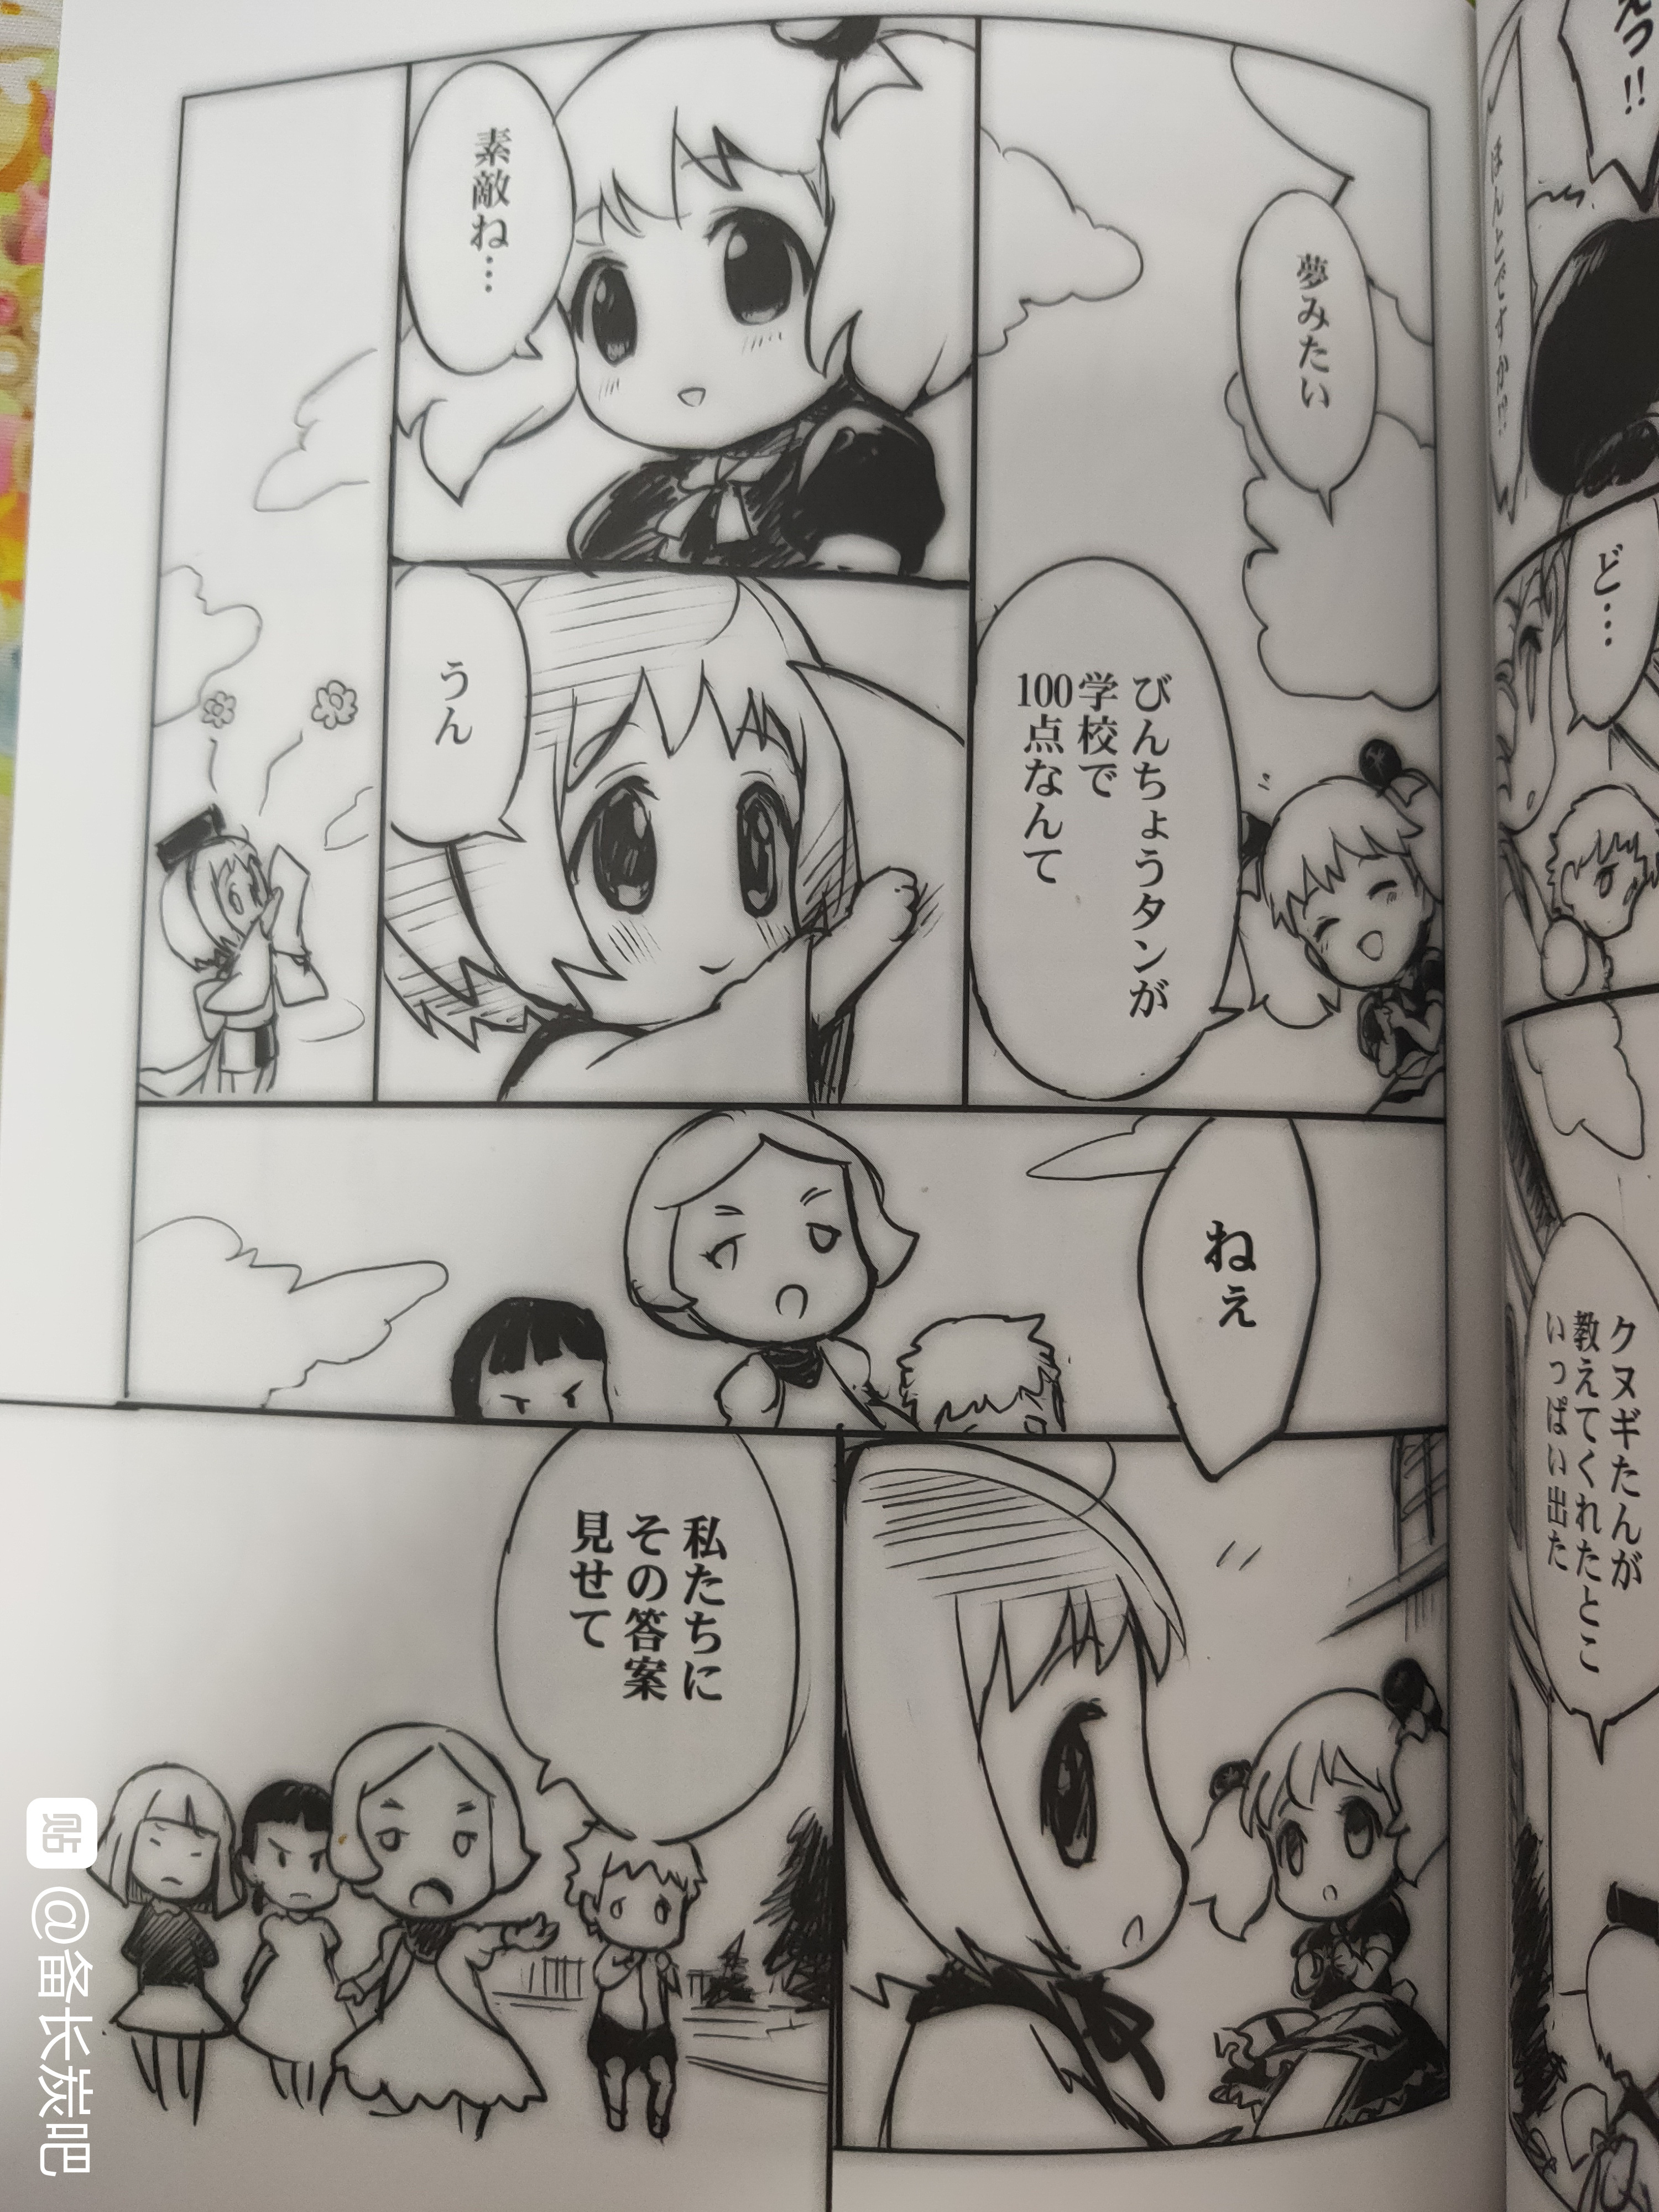 えっ!!
ほんとですか!?
ど…
クヌギたんが
教えてくれたとこ
いっぱい出た
夢みたい
びんちょうタンが
学校で
100点なんて
素敵ね…
うん
ねぇ
私たちに
その答案
見せて
贴 @备长炭吧